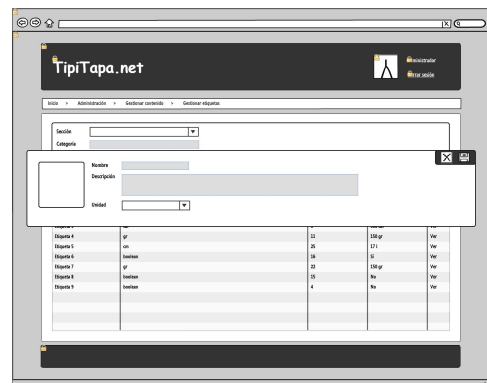 TipiTapa.net
ministrador
rrar sesión
Inicio > Administración > Gestionar contenido > Gestionar etiquetas
Sección
Categoría
Nombre
Descripción
Unidad
Etiqueta 4 gr 11 150 gr Ver
Etiqueta 5 cm 25 17 l Ver
Etiqueta 6 boolean 16 Sí Ver
Etiqueta 7 gr 22 150 gr Ver
Etiqueta 8 boolean 15 No Ver
Etiqueta 9 boolean 4 No Ver